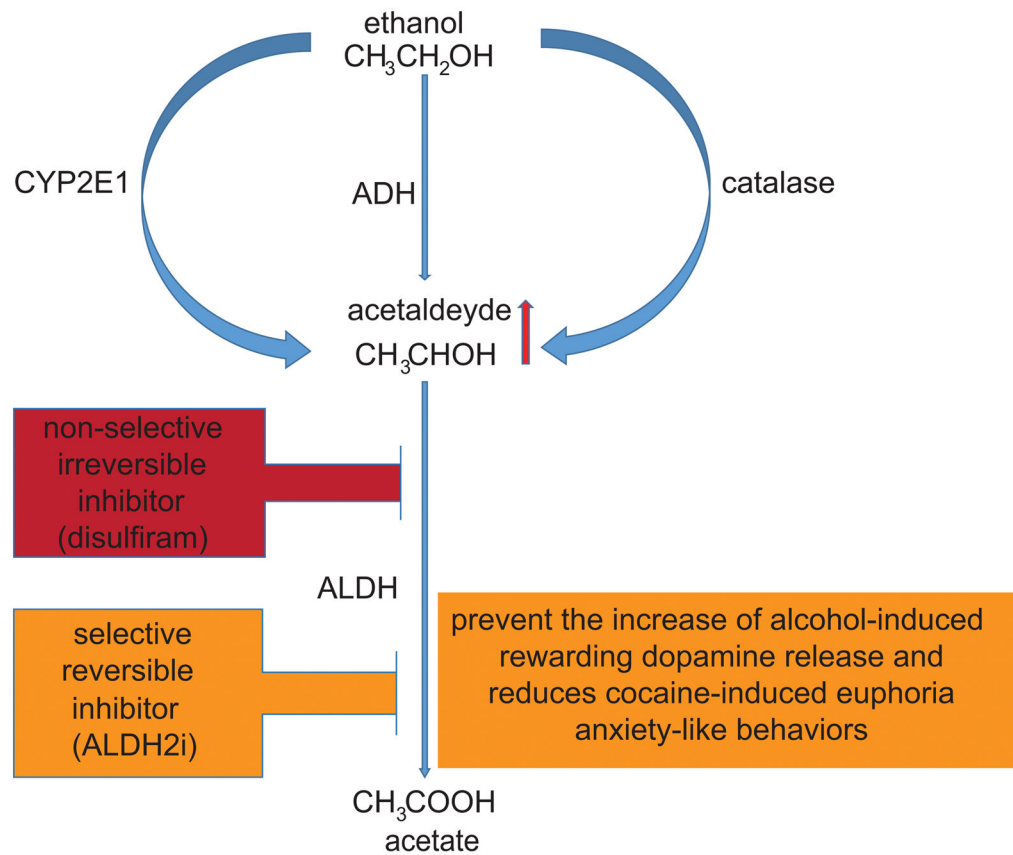 ethanol
CH₃CH₂OH
CYP2E1
ADH
catalase
acetaldeyde
CH₃CHOH
non-selective
irreversible
inhibitor
(disulfiram)
ALDH
selective
reversible
inhibitor
(ALDH2i)
prevent the increase of alcohol-induced
rewarding dopamine release and
reduces cocaine-induced euphoria
anxiety-like behaviors
CH₃COOH
acetate